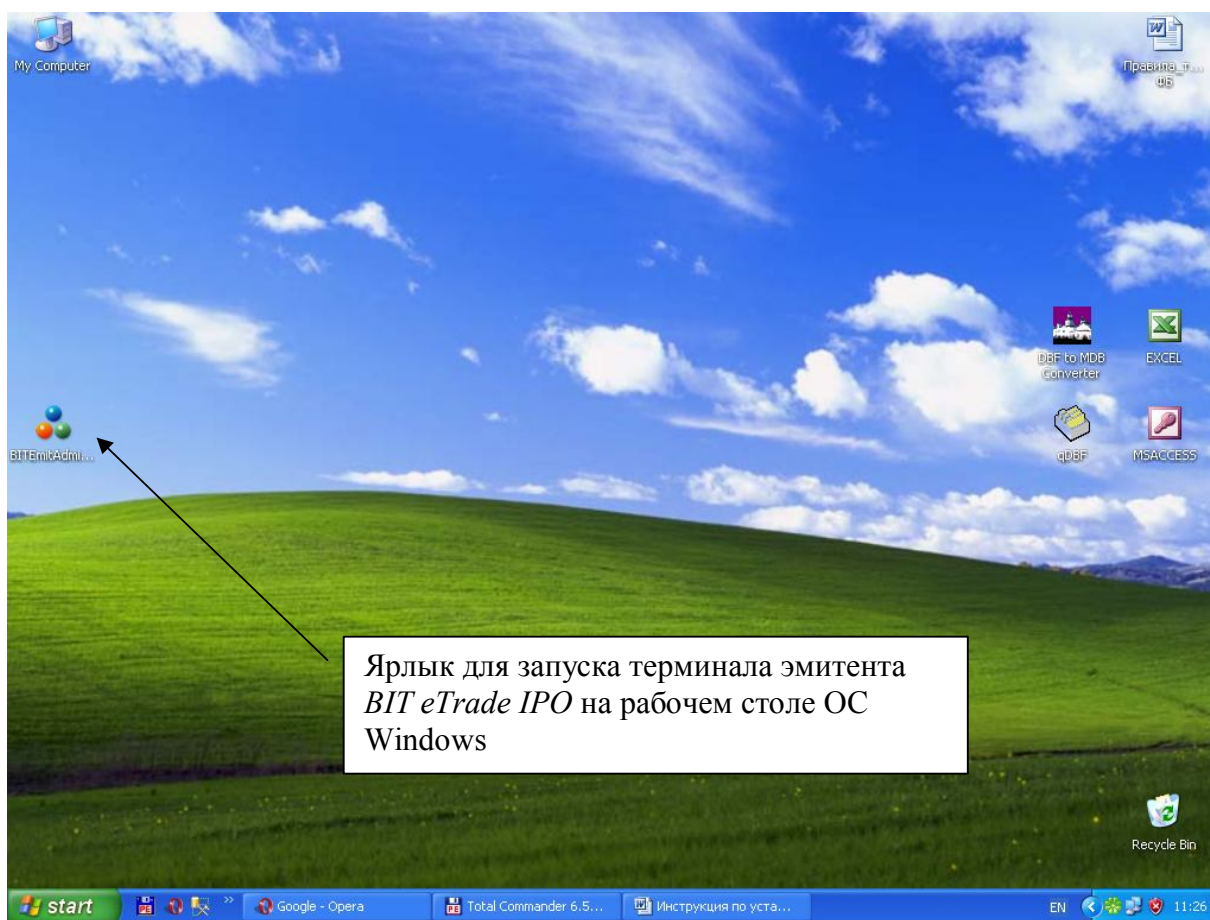 My Computer
Правила_т...
ФБ
DBF to MDB
Converter
EXCEL
BITEmitAdmi...
qDBF
MSACCESS
Ярлык для запуска терминала эмитента
BIT eTrade IPO на рабочем столе ОС
Windows
Recycle Bin
start
»
Google - Opera
Total Commander 6.5...
Инструкция по уста...
EN
11:26